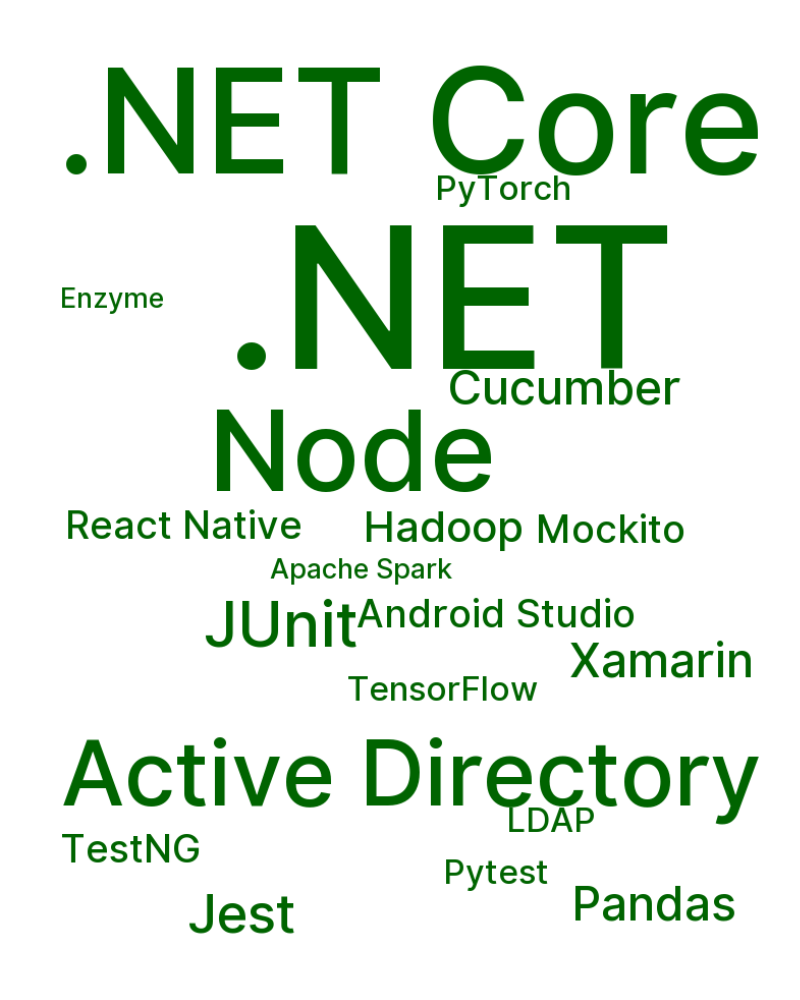 .NET Core
PyTorch
.NET
Enzyme
Cucumber
Node
React Native
Hadoop
Mockito
Apache Spark
JUnit
Android Studio
Xamarin
TensorFlow
Active Directory
LDAP
TestNG
Pytest
Jest
Pandas